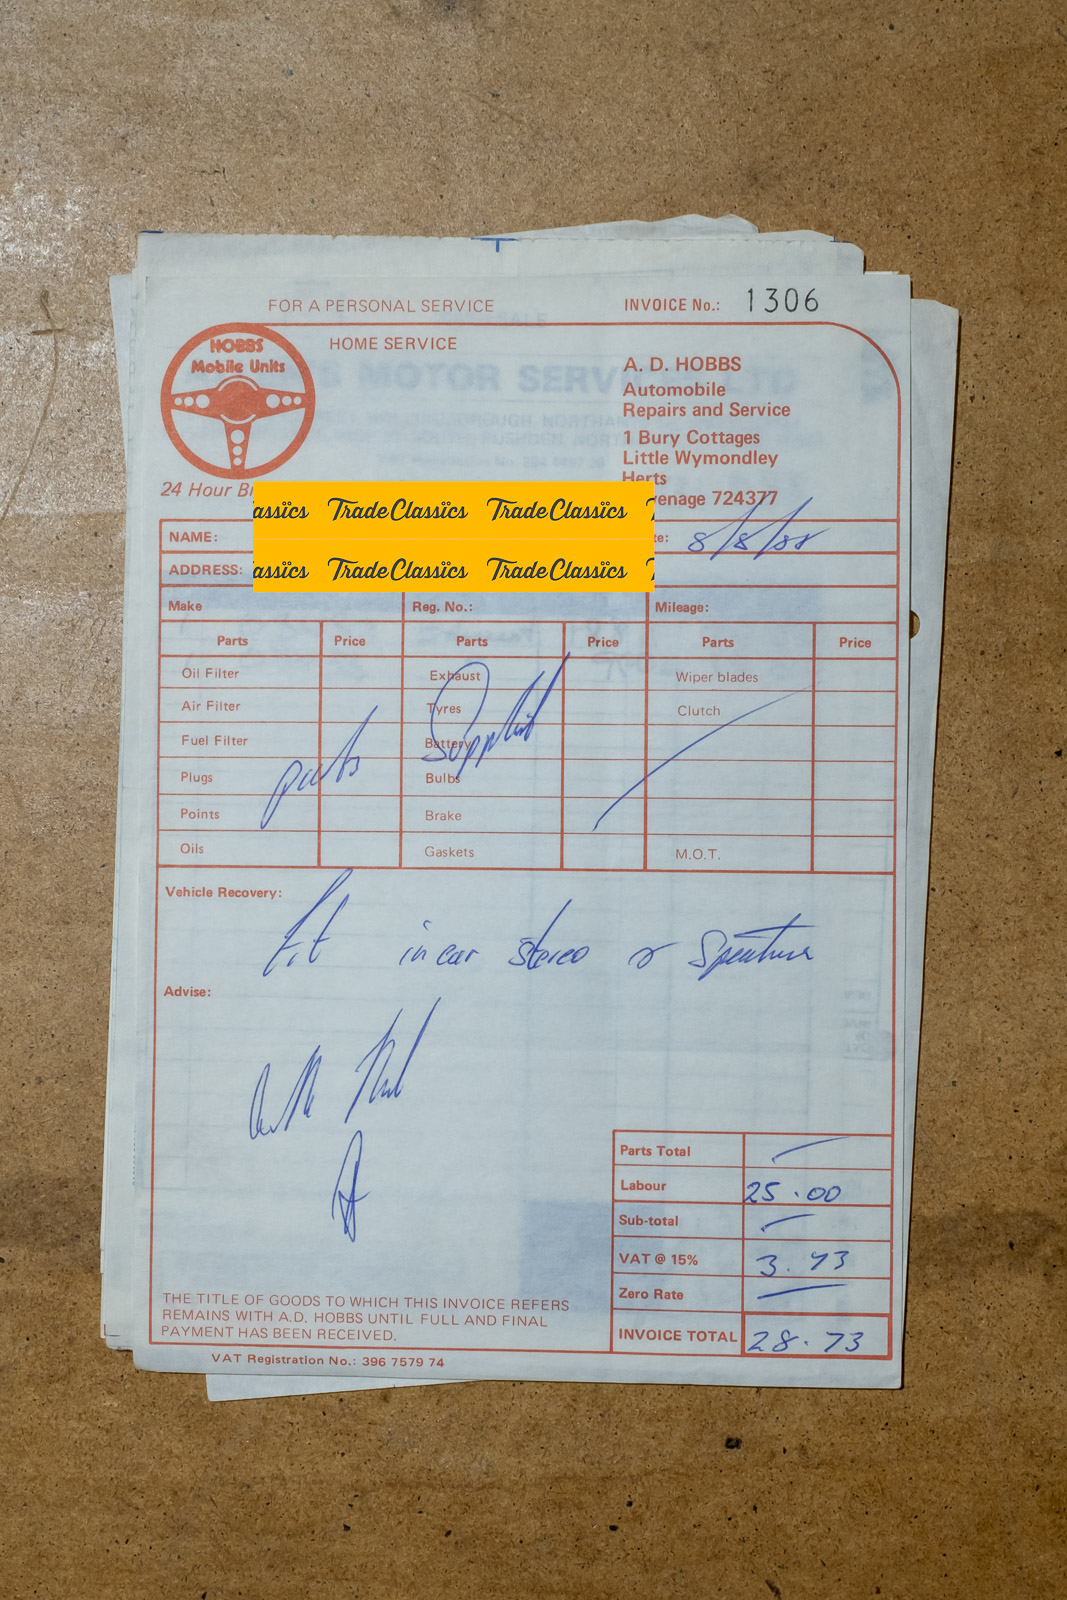 FOR A PERSONAL SERVICE
INVOICE No.: 1306
HOBBS
Mobile Units
HOME SERVICE
A. D. HOBBS
Automobile
Repairs and Service
1 Bury Cottages
Little Wymondley
Herts
venage 724377
24 Hour B
assics TradeClassics TradeClassics
assics TradeClassics TradeClassics
NAME:
te: 8/8/88
ADDRESS:
Make Reg. No.: Mileage:
Parts Price Parts Price Parts Price
Oil Filter Exhaust Wiper blades
Air Filter Tyres Clutch
Fuel Filter Battery
parts Supplied
Plugs Bulbs
Points Brake
Oils Gaskets M.O.T.
Vehicle Recovery:
Fit in car stereo & Speakers
Advise:
Parts Total
Labour 25.00
Sub-total
VAT @ 15% 3.73
Zero Rate
INVOICE TOTAL 28.73
THE TITLE OF GOODS TO WHICH THIS INVOICE REFERS
REMAINS WITH A.D. HOBBS UNTIL FULL AND FINAL
PAYMENT HAS BEEN RECEIVED.
VAT Registration No.: 396 7579 74